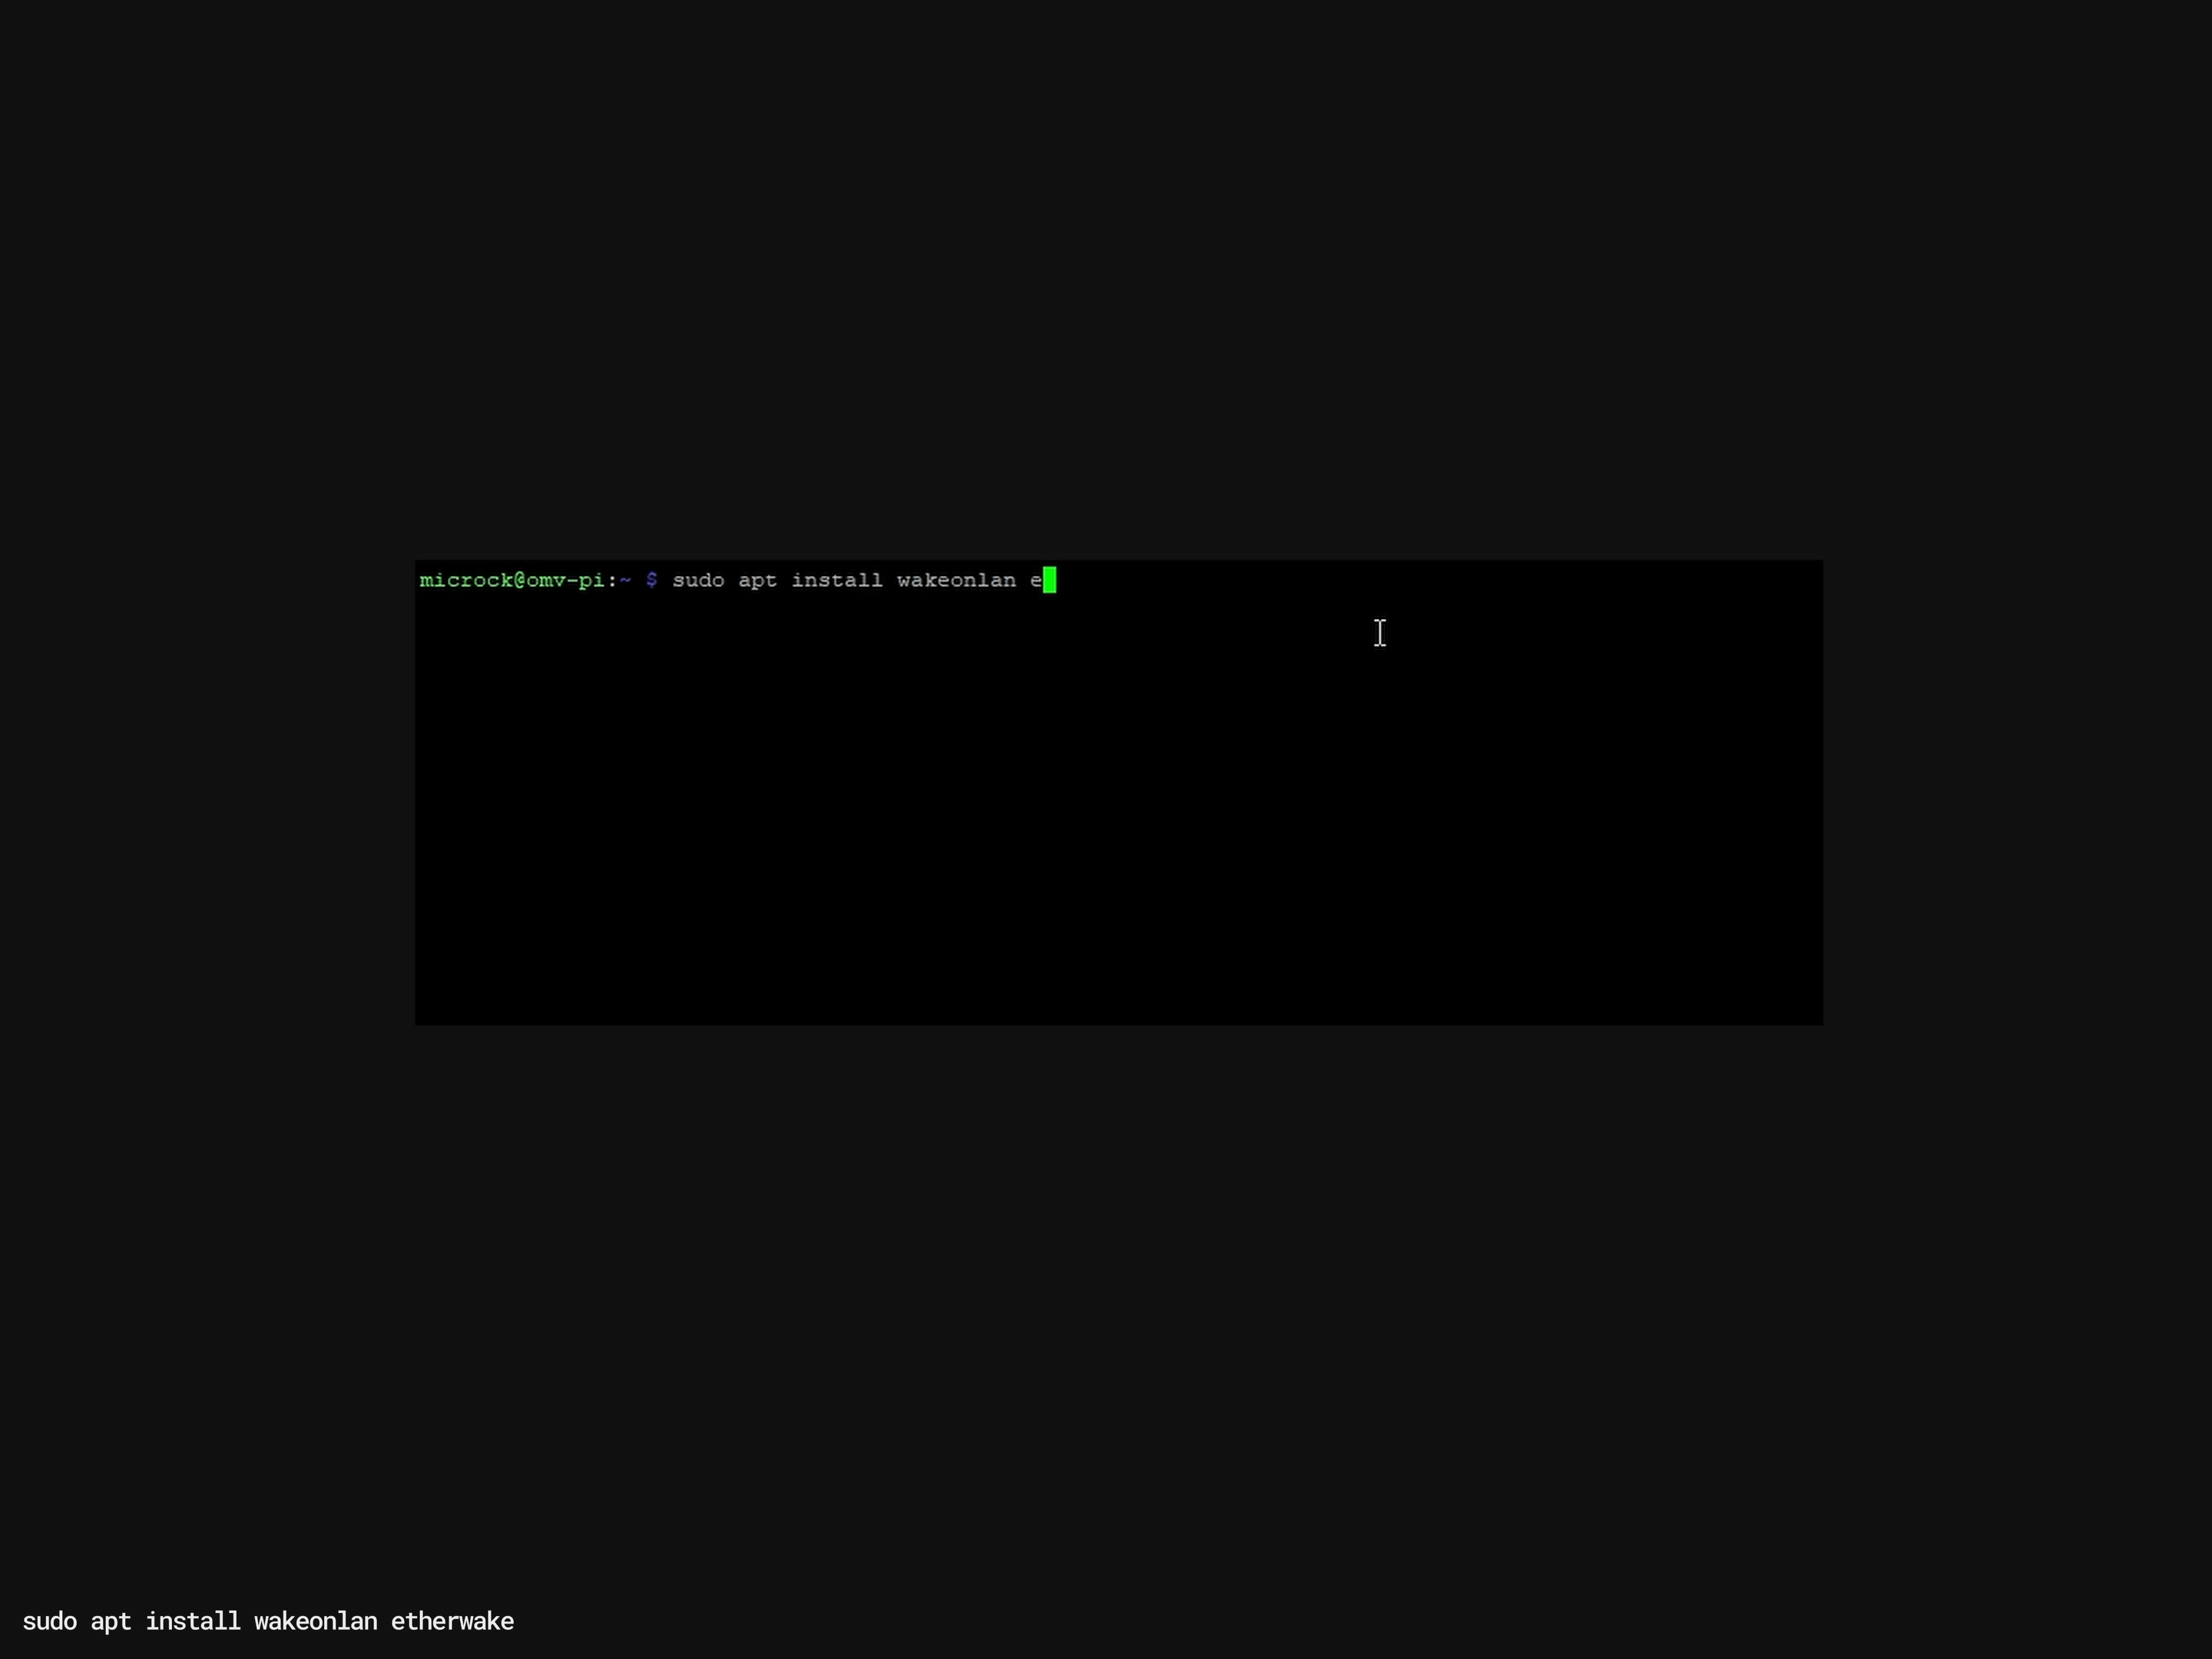 microck@omv-pi:~ $ sudo apt install wakeonlan e
sudo apt install wakeonlan etherwake